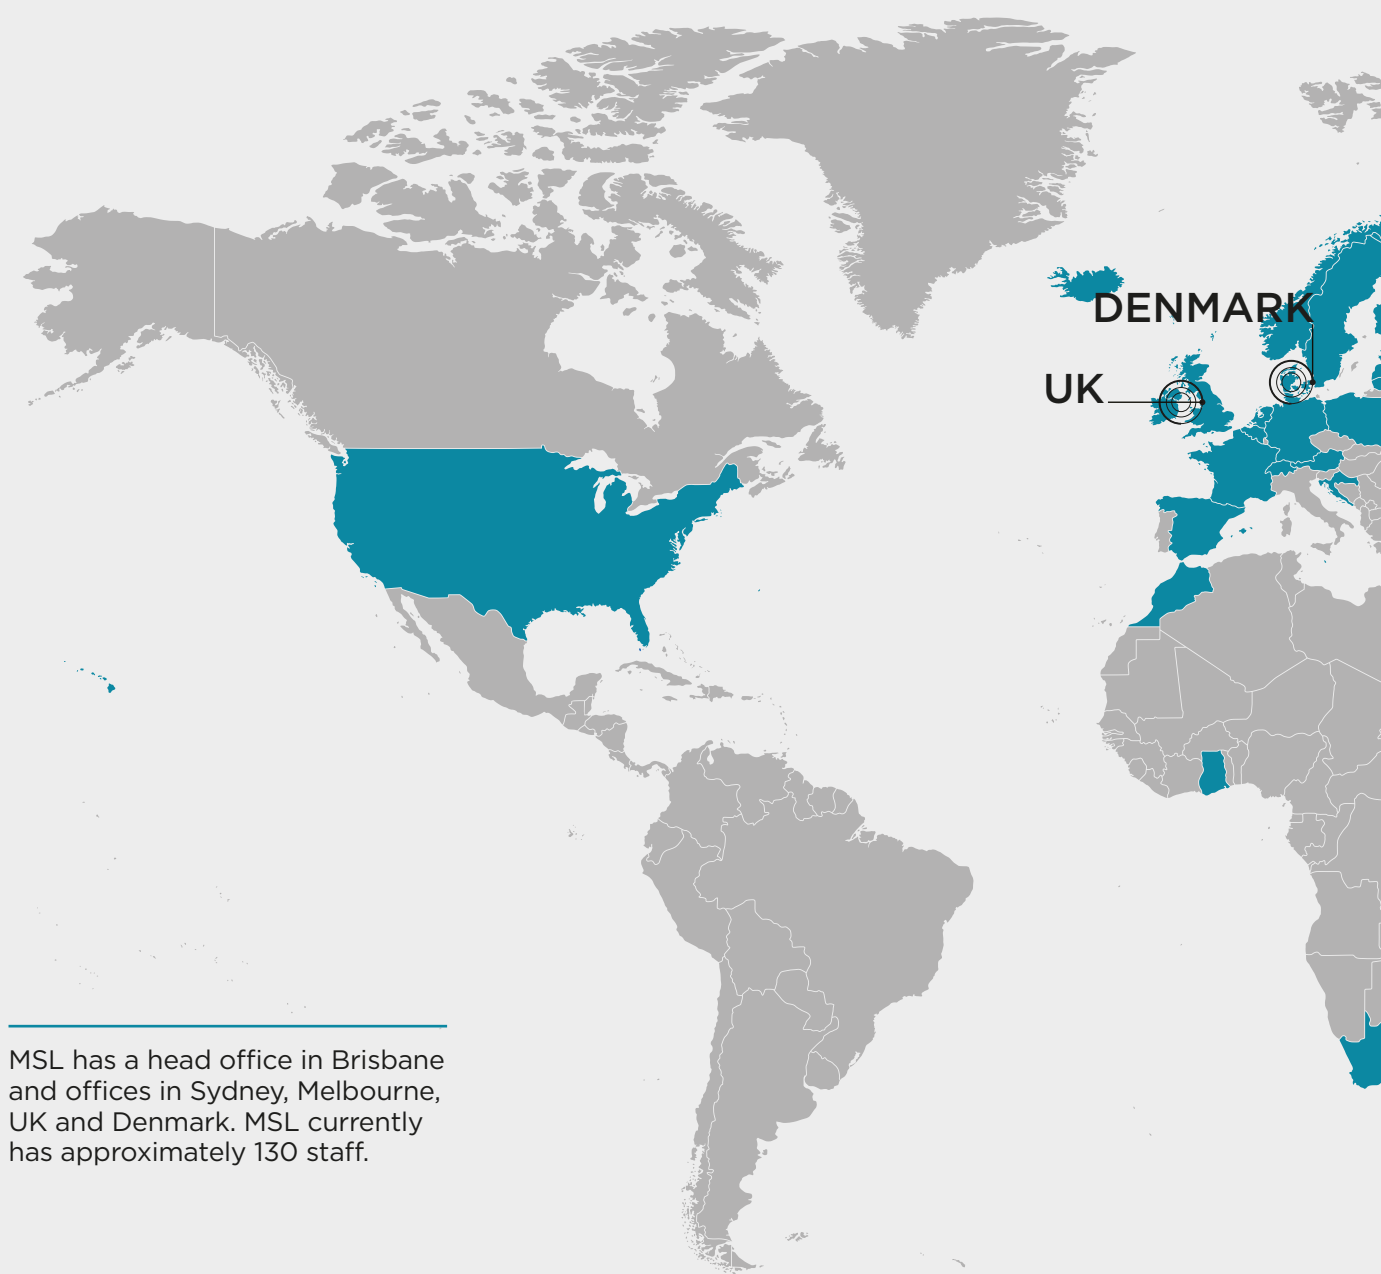 DENMARK
UK
MSL has a head office in Brisbane
and offices in Sydney, Melbourne,
UK and Denmark. MSL currently
has approximately 130 staff.